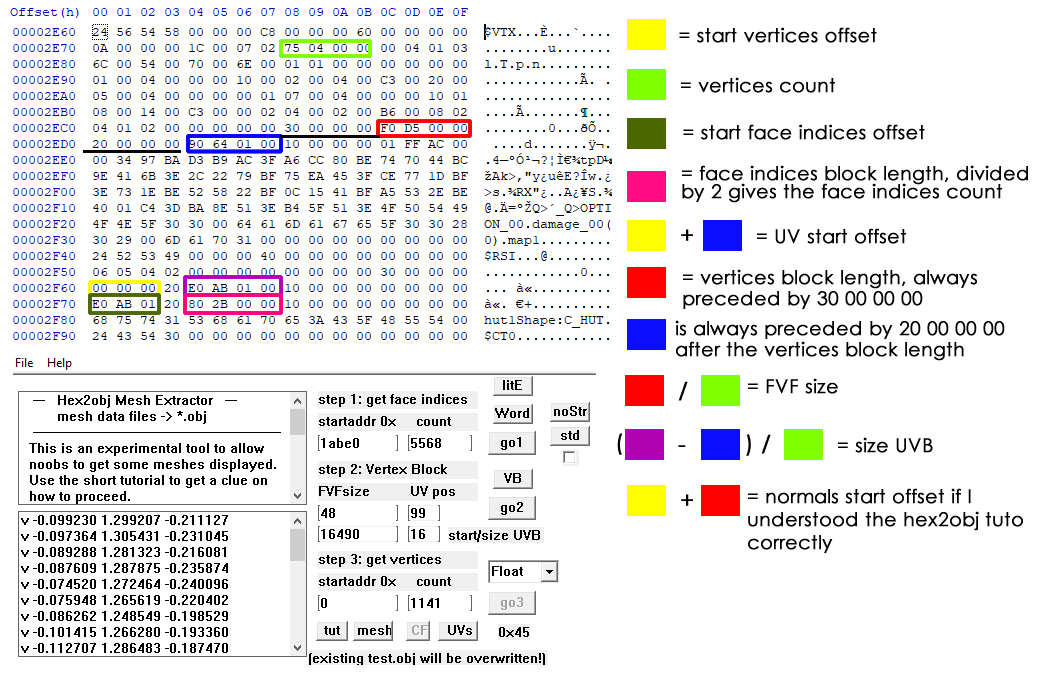 Offset(h) 00 01 02 03 04 05 06 07 08 09 0A 0B 0C 0D 0E 0F
00002E60 24 56 54 58 00 00 00 C8 00 00 00 60 00 00 00 00 $VTX...È...`....
00002E70 0A 00 00 00 1C 00 07 02 75 04 00 00 00 04 01 03 ........u.......
00002E80 6C 00 54 00 70 00 6E 00 01 01 00 00 00 00 00 00 l.T.p.n.........
00002E90 01 00 04 00 00 00 10 00 02 00 04 00 C3 00 20 00 ............Ã. .
00002EA0 05 00 04 00 00 00 00 01 07 00 04 00 00 00 10 01 ................
00002EB0 08 00 14 00 C3 00 00 02 04 00 02 00 B6 00 08 02 ....Ã.......¶...
00002EC0 04 01 02 00 00 00 00 00 30 00 00 00 F0 D5 00 00 ........0...ðÕ..
00002ED0 20 00 00 00 90 64 01 00 10 00 00 00 01 FF AC 00 ....d.......ÿ¬.
00002EE0 00 34 97 BA D3 B9 AC 3F A6 CC 80 BE 74 70 44 BC .4—ºÓ¹¬?¦Ì€¾tpD¼
00002EF0 9E 41 6B 3E 2C 22 79 BF 75 EA 45 3F CE 77 1D BF žAk>,"y¿uêE?Îw.¿
00002F00 3E 73 1E BE 52 58 22 BF 0C 15 41 BF A5 53 2E BE >s.¾RX"¿..A¿¥S.¾
00002F10 40 01 C4 3D BA 8E 51 3E B4 5F 51 3E 4F 50 54 49 @.Ä=ºŽQ>´_Q>OPTI
00002F20 4F 4E 5F 30 30 00 64 61 6D 61 67 65 5F 30 30 28 ON_00.damage_00(
00002F30 30 29 00 6D 61 70 31 00 00 00 00 00 00 00 00 00 0).map1.........
00002F40 24 52 53 49 00 00 00 40 00 00 00 00 00 00 00 00 $RSI...@........
00002F50 06 05 04 02 00 00 00 00 00 00 00 00 30 00 00 00 ............0...
00002F60 00 00 00 20 E0 AB 01 00 10 00 00 00 00 00 00 00 ... à«..........
00002F70 E0 AB 01 20 80 2B 00 00 10 00 00 00 00 00 00 00 à«. €+..........
00002F80 68 75 74 31 53 68 61 70 65 3A 43 5F 48 55 54 00 hut1Shape:C_HUT.
00002F90 24 43 54 30 00 00 00 00 00 00 00 00 00 00 00 00 $CT0............
= start vertices offset
= vertices count
= start face indices offset
= face indices block length, divided
by 2 gives the face indices count
+ = UV start offset
= vertices block length, always
preceded by 30 00 00 00
is always preceded by 20 00 00 00
after the vertices block length
/ = FVF size
( - ) / = size UVB
+ = normals start offset if I
understood the hex2obj tuto
correctly
File Help
— Hex2obj Mesh Extractor —
mesh data files -> *.obj
This is an experimental tool to allow
noobs to get some meshes displayed.
Use the short tutorial to get a clue on
how to proceed.
v -0.099230 1.299207 -0.211127
v -0.097364 1.305431 -0.231045
v -0.089288 1.281323 -0.216081
v -0.087609 1.287875 -0.235874
v -0.074520 1.272464 -0.240096
v -0.075948 1.265619 -0.220402
v -0.086262 1.248549 -0.198529
v -0.101415 1.266280 -0.193360
v -0.112707 1.286483 -0.187470
step 1: get face indices
startaddr 0x count
1abe0 5568
step 2: Vertex Block
FVFsize UV pos
48 99
16490 16 start/size UVB
step 3: get vertices
startaddr 0x count
0 1141
tut mesh CF UVs
(existing test.obj will be overwritten!)
litE
Word noStr
go1 std
VB
go2
Float
go3
0x45